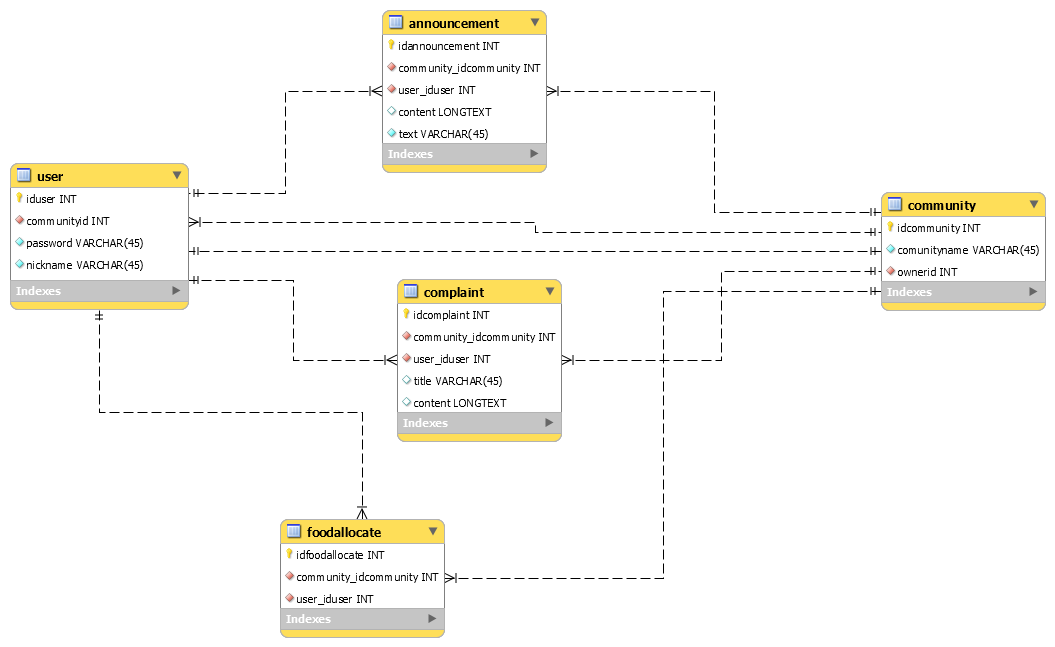 announcement
idannouncement INT
community_idcommunity INT
user_iduser INT
content LONGTEXT
text VARCHAR(45)
Indexes
user
iduser INT
communityid INT
password VARCHAR(45)
nickname VARCHAR(45)
Indexes
community
idcommunity INT
comunityname VARCHAR(45)
ownerid INT
Indexes
complaint
idcomplaint INT
community_idcommunity INT
user_iduser INT
title VARCHAR(45)
content LONGTEXT
Indexes
foodallocate
idfoodallocate INT
community_idcommunity INT
user_iduser INT
Indexes